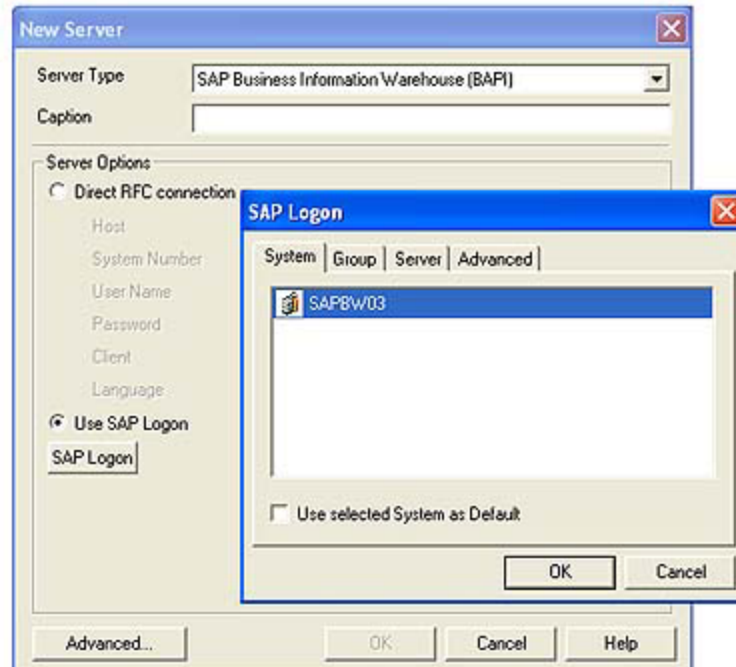 New Server
Server Type SAP Business Information Warehouse (BAPI)
Caption
Server Options
Direct RFC connection
Host
System Number
User Name
Password
Client
Language
Use SAP Logon
SAP Logon
SAP Logon
System Group Server Advanced
SAPBW03
Use selected System as Default
OK Cancel
Advanced... OK Cancel Help